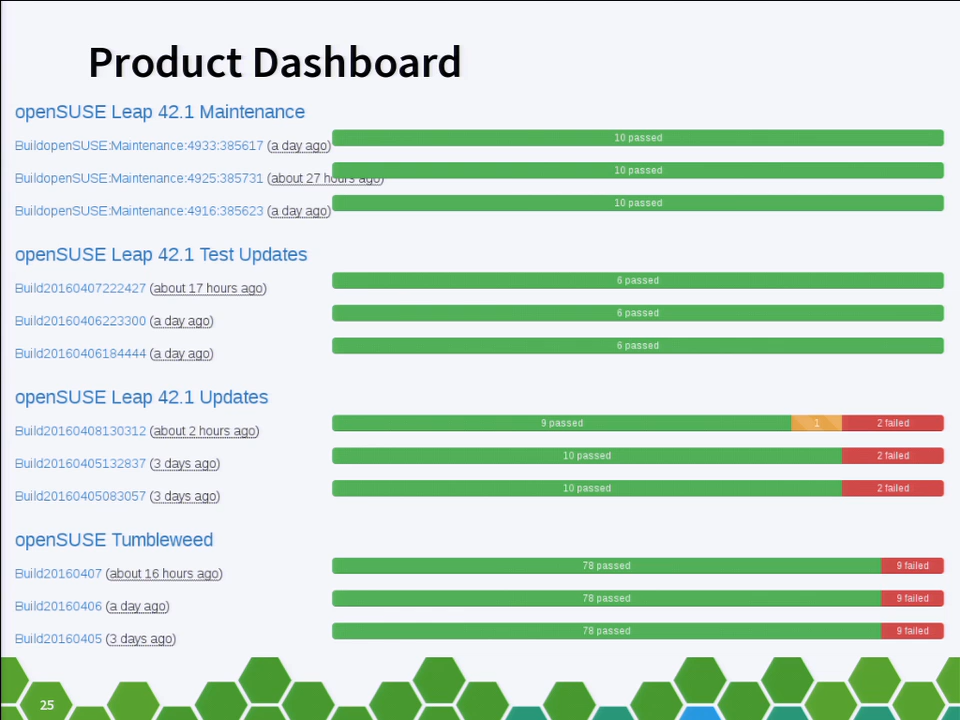 Product Dashboard
openSUSE Leap 42.1 Maintenance
BuildopenSUSE:Maintenance:4933:385617 (a day ago) 10 passed
BuildopenSUSE:Maintenance:4925:385731 (about 27 hours ago) 10 passed
BuildopenSUSE:Maintenance:4916:385623 (a day ago) 10 passed
openSUSE Leap 42.1 Test Updates
Build20160407222427 (about 17 hours ago) 6 passed
Build20160406223300 (a day ago) 6 passed
Build20160406184444 (a day ago) 6 passed
openSUSE Leap 42.1 Updates
Build20160408130312 (about 2 hours ago) 9 passed 1 2 failed
Build20160405132837 (3 days ago) 10 passed 2 failed
Build20160405083057 (3 days ago) 10 passed 2 failed
openSUSE Tumbleweed
Build20160407 (about 16 hours ago) 78 passed 9 failed
Build20160406 (a day ago) 78 passed 9 failed
Build20160405 (3 days ago) 78 passed 9 failed
25